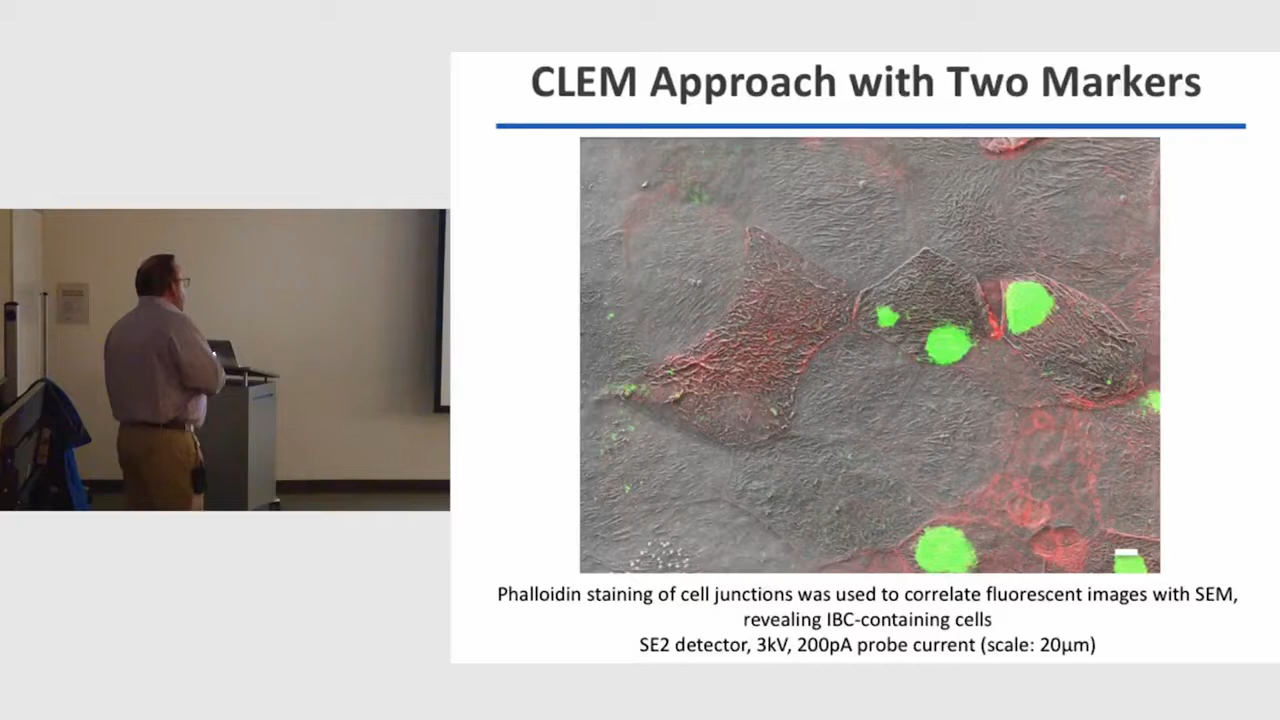 CLEM Approach with Two Markers
Phalloidin staining of cell junctions was used to correlate fluorescent images with SEM,
revealing IBC-containing cells
SE2 detector, 3kV, 200pA probe current (scale: 20µm)